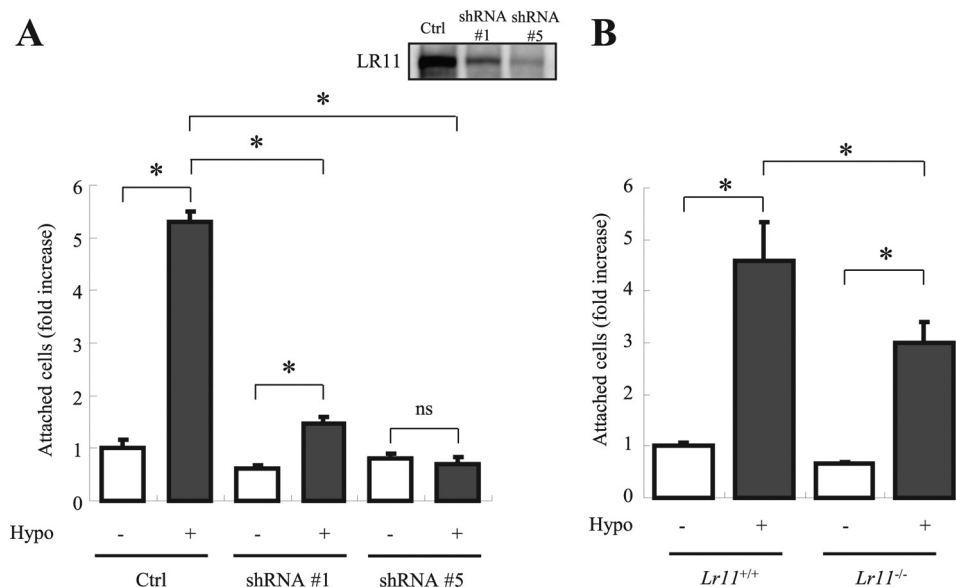 A
B
Ctrl shRNA #1 shRNA #5
LR11
*
*
* * ns
Attached cells (fold increase)
6
5
4
3
2
1
0
Hypo - + - + - +
Ctrl shRNA #1 shRNA #5
*
*
*
Attached cells (fold increase)
6
5
4
3
2
1
0
Hypo - + - +
Lr11+/+ Lr11-/-